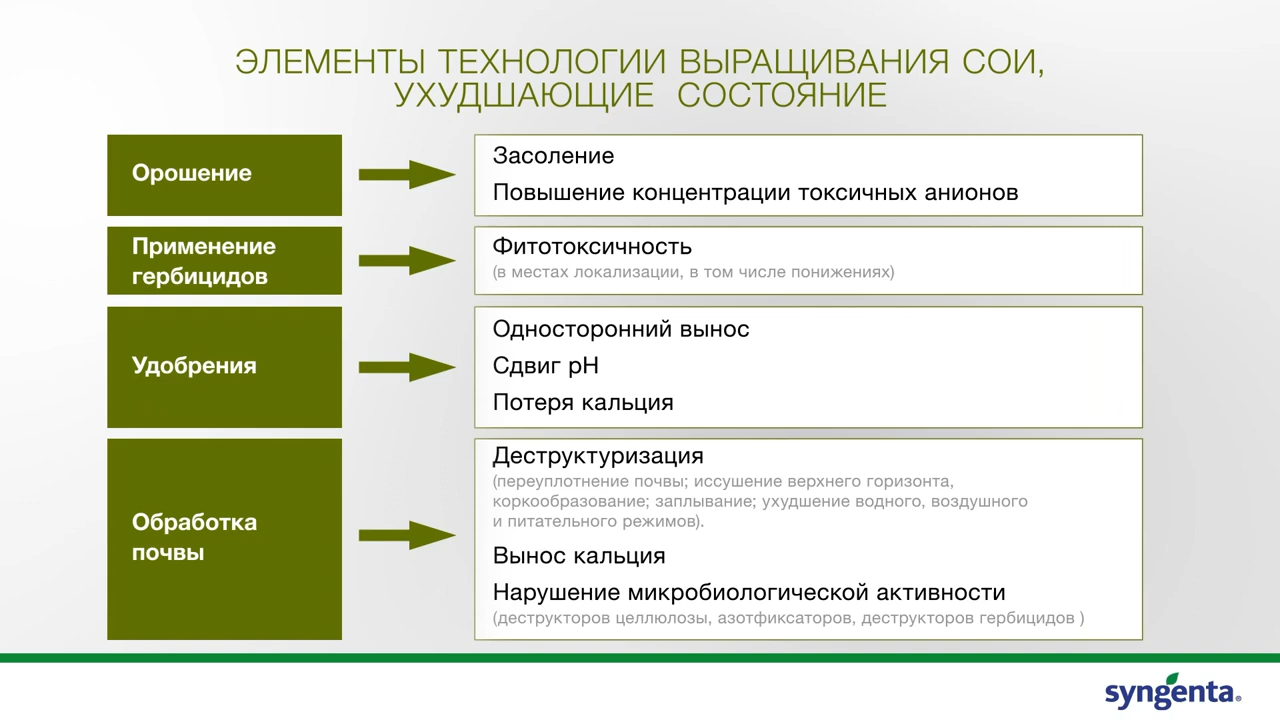 ЭЛЕМЕНТЫ ТЕХНОЛОГИИ ВЫРАЩИВАНИЯ СОИ,
УХУДШАЮЩИЕ СОСТОЯНИЕ
Орошение
Засоление
Повышение концентрации токсичных анионов
Применение
гербицидов
Фитотоксичность
(в местах локализации, в том числе понижениях)
Удобрения
Односторонний вынос
Сдвиг pH
Потеря кальция
Обработка
почвы
Деструктуризация
(переуплотнение почвы; иссушение верхнего горизонта,
коркообразование; заплывание; ухудшение водного, воздушного
и питательного режимов).
Вынос кальция
Нарушение микробиологической активности
(деструкторов целлюлозы, азотфиксаторов, деструкторов гербицидов )
syngenta®